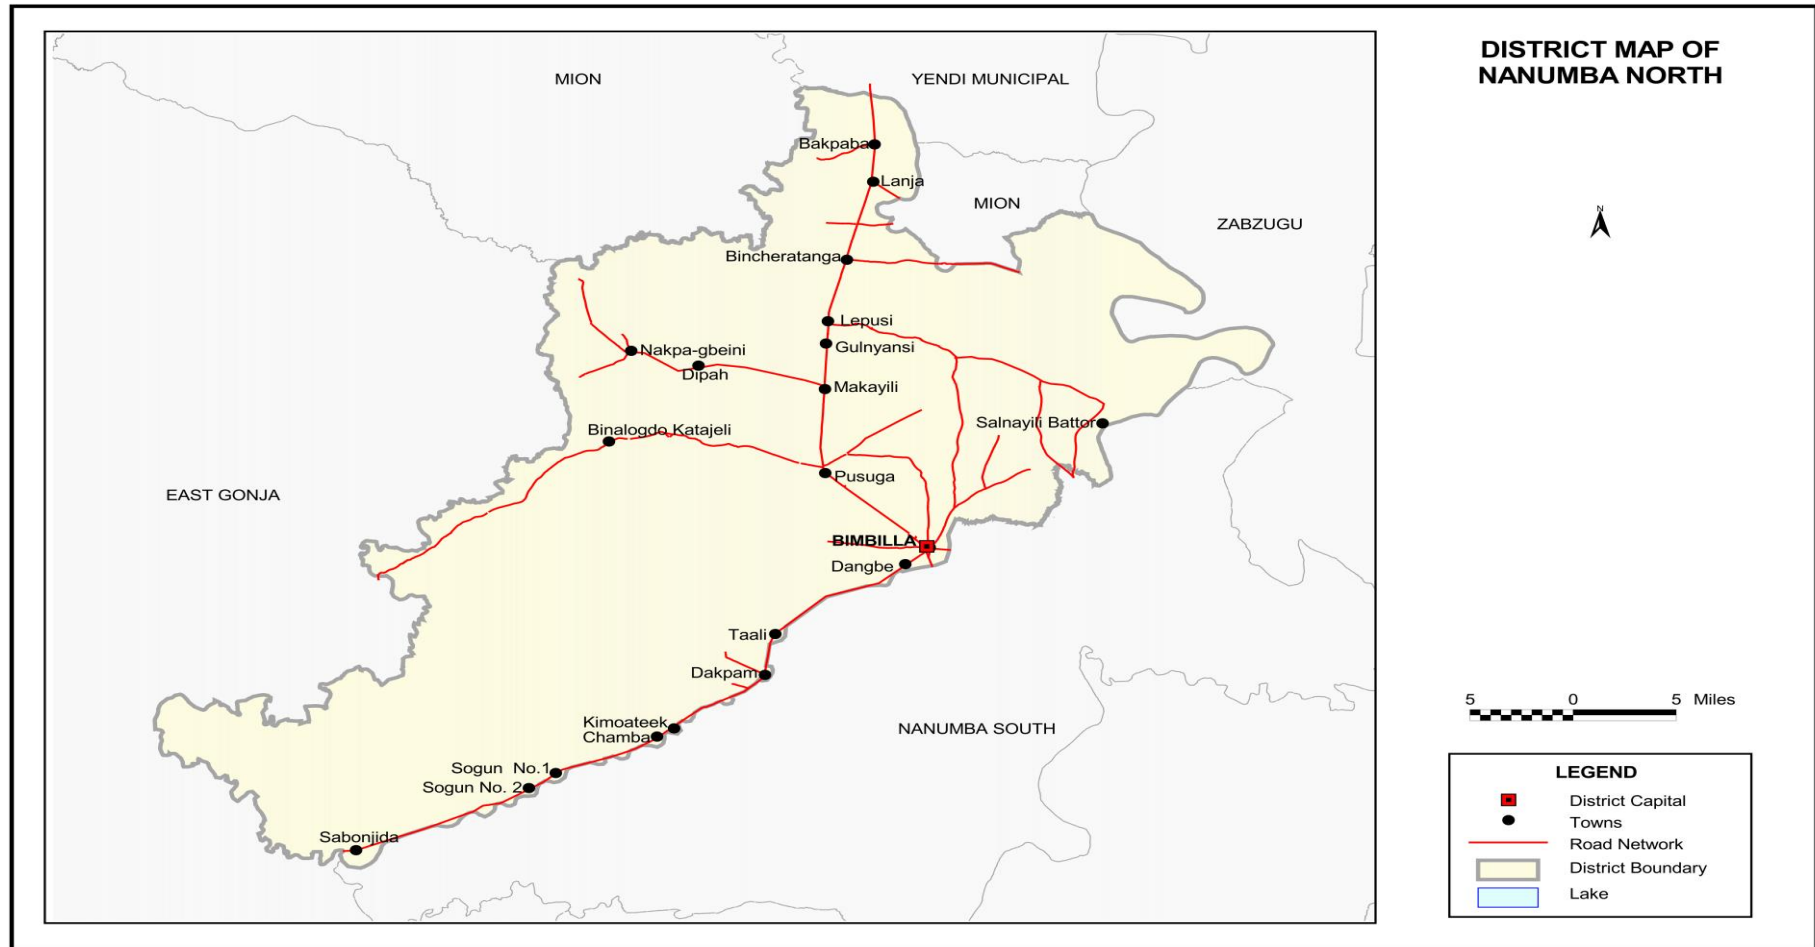 DISTRICT MAP OF
NANUMBA NORTH
MION
YENDI MUNICIPAL
Bakpaba
Lanja
MION
ZABZUGU
N
Bincheratanga
Lepusi
Gulnyansi
Nakpa-gbeini
Dipah
Makayili
Binalogdo Katajeli
Salnayili Battor
Pusuga
EAST GONJA
BIMBILLA
Dangbe
Taali
Dakpam
Kimoateek
Chamba
NANUMBA SOUTH
Sogun No.1
Sogun No. 2
Sabonjida
5 0 5 Miles
LEGEND
District Capital
Towns
Road Network
District Boundary
Lake